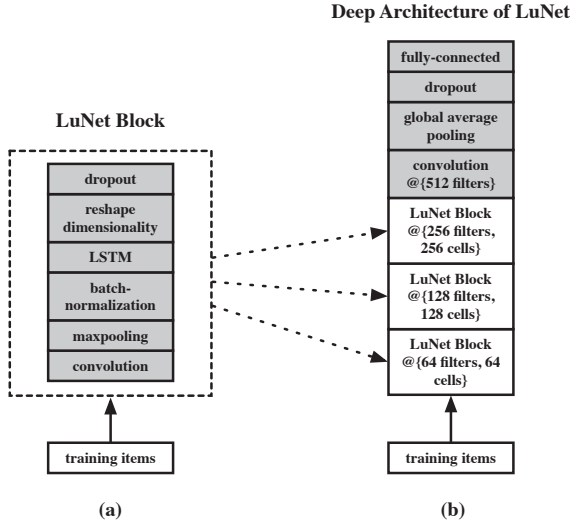 Deep Architecture of LuNet
LuNet Block
dropout
reshape
dimensionality
LSTM
batch-
normalization
maxpooling
convolution
training items
(a)
fully-connected
dropout
global average
pooling
convolution
@{512 filters}
LuNet Block
@{256 filters,
256 cells}
LuNet Block
@{128 filters,
128 cells}
LuNet Block
@{64 filters, 64
cells}
training items
(b)